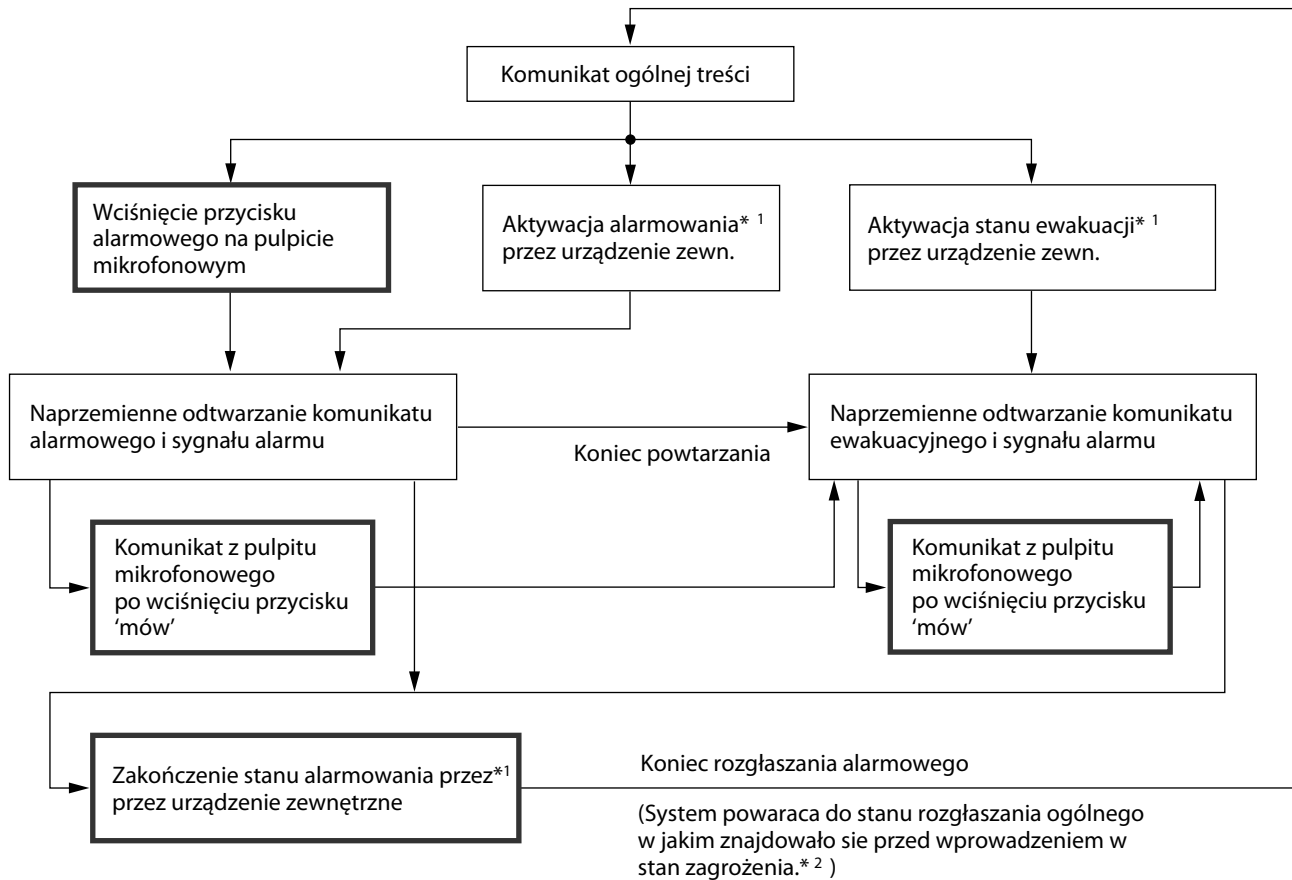 Komunikat ogólnej treści
Wciśnięcie przycisku
alarmowego na pulpicie
mikrofonowym
Aktywacja alarmowania* 1
przez urządzenie zewn.
Aktywacja stanu ewakuacji* 1
przez urządzenie zewn.
Naprzemienne odtwarzanie komunikatu
alarmowego i sygnału alarmu
Koniec powtarzania
Naprzemienne odtwarzanie komunikatu
ewakuacyjnego i sygnału alarmu
Komunikat z pulpitu
mikrofonowego
po wciśnięciu przycisku
‘mów’
Komunikat z pulpitu
mikrofonowego
po wciśnięciu przycisku
‘mów’
Zakończenie stanu alarmowania przez*1
przez urządzenie zewnętrzne
Koniec rozgłaszania alarmowego
(System powaraca do stanu rozgłaszania ogólnego
w jakim znajdowało sie przed wprowadzeniem w
stan zagrożenia.* 2 )